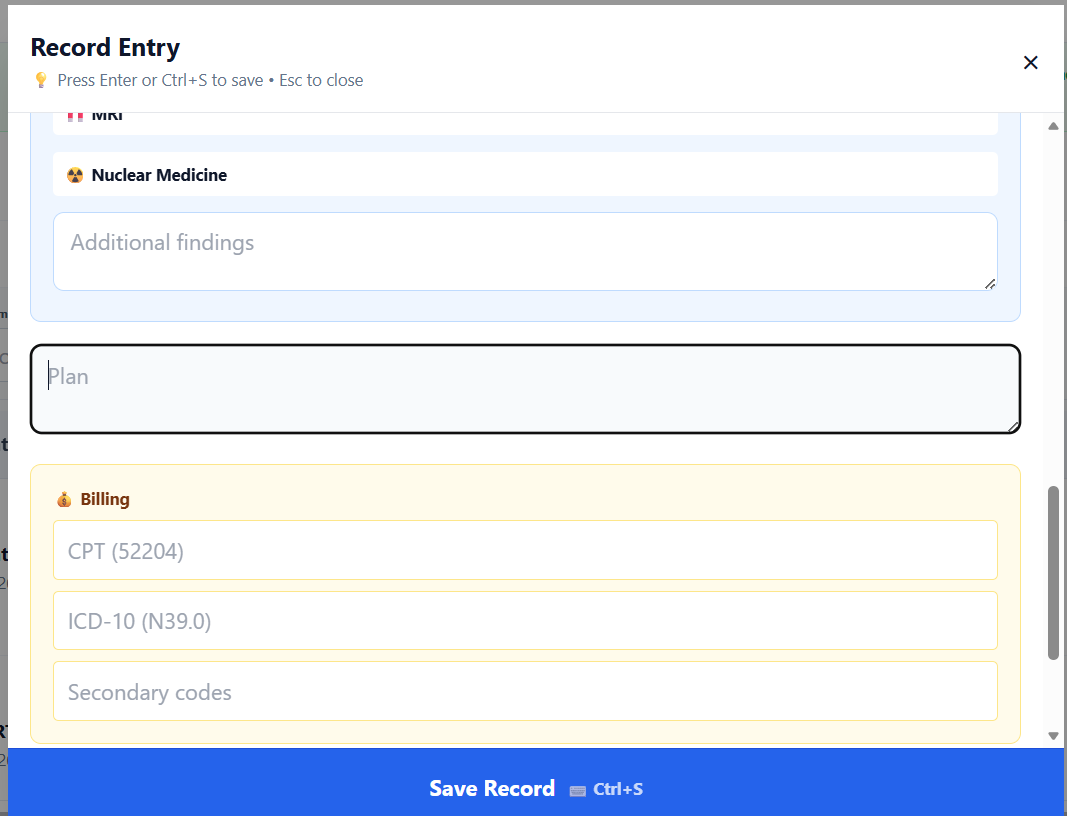 Record Entry
Press Enter or Ctrl+S to save • Esc to close
MRI
Nuclear Medicine
Additional findings
Plan
Billing
CPT (52204)
ICD-10 (N39.0)
Secondary codes
Save Record Ctrl+S